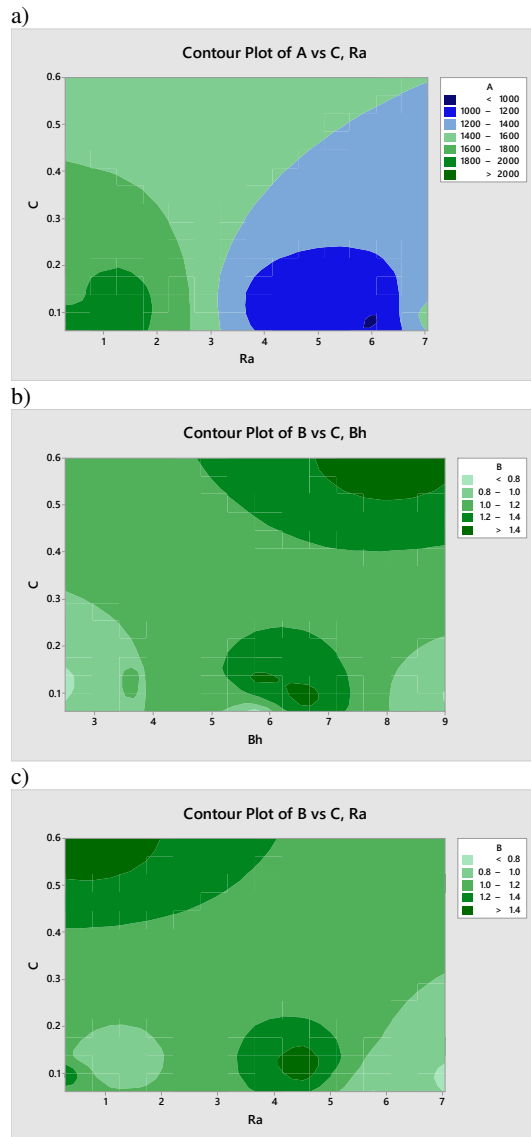 a)
Contour Plot of A vs C, Ra
A
< 1000
1000 – 1200
1200 – 1400
1400 – 1600
1600 – 1800
1800 – 2000
> 2000
0.6
0.5
0.4
0.3
0.2
0.1
C
1 2 3 4 5 6 7
Ra
b)
Contour Plot of B vs C, Bh
B
< 0.8
0.8 – 1.0
1.0 – 1.2
1.2 – 1.4
> 1.4
0.6
0.5
0.4
0.3
0.2
0.1
C
3 4 5 6 7 8 9
Bh
c)
Contour Plot of B vs C, Ra
B
< 0.8
0.8 – 1.0
1.0 – 1.2
1.2 – 1.4
> 1.4
0.6
0.5
0.4
0.3
0.2
0.1
C
1 2 3 4 5 6 7
Ra